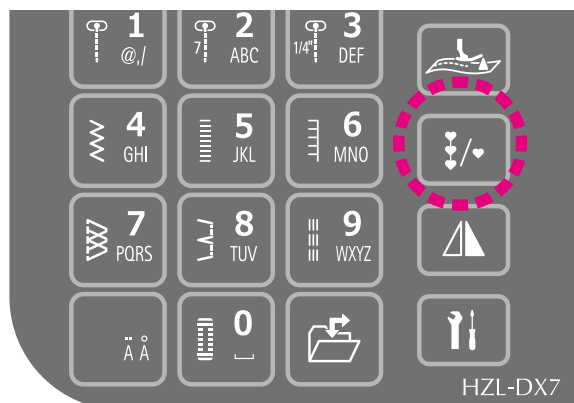 1 2 3
@./ 7 ABC 1/4" DEF
4 5 6
GHI JKL MNO
7 8 9
PQRS TUV WXYZ
Ä Å 0
HZL-DX7